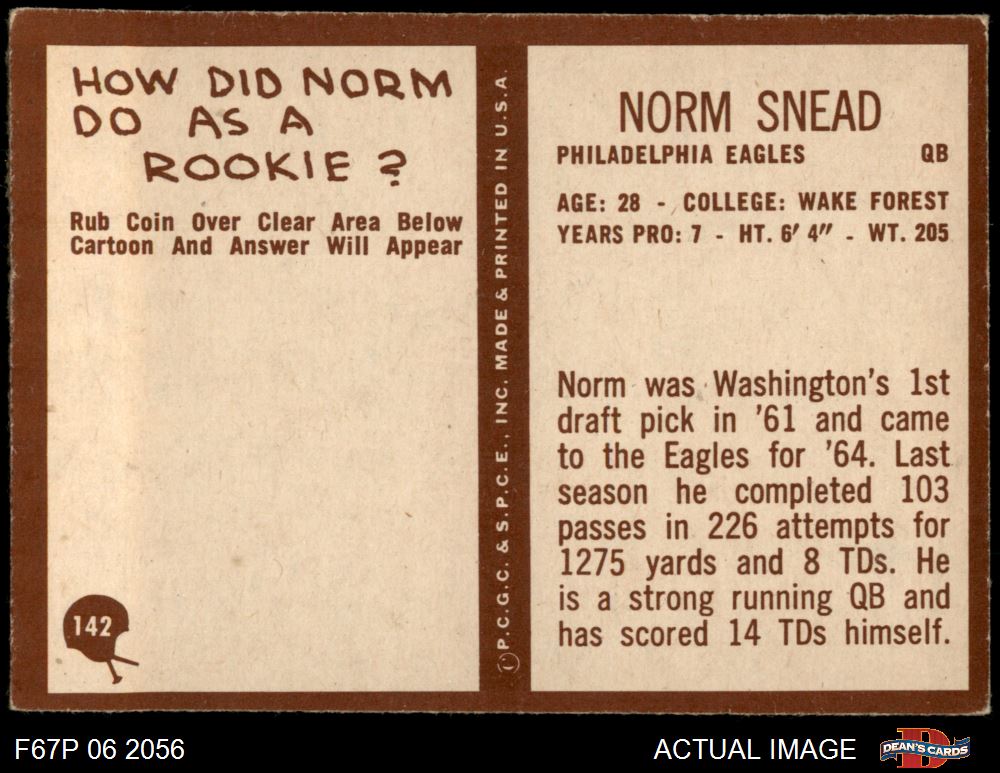 HOW DID NORM
DO AS A
ROOKIE ?
Rub Coin Over Clear Area Below
Cartoon And Answer Will Appear
142
©P.C.G.C. & S.P.C.E., INC. MADE & PRINTED IN U.S.A.
NORM SNEAD
PHILADELPHIA EAGLES QB
AGE: 28 - COLLEGE: WAKE FOREST
YEARS PRO: 7 - HT. 6' 4" - WT. 205
Norm was Washington's 1st
draft pick in '61 and came
to the Eagles for '64. Last
season he completed 103
passes in 226 attempts for
1275 yards and 8 TDs. He
is a strong running QB and
has scored 14 TDs himself.
F67P 06 2056
ACTUAL IMAGE
DEAN'S CARDS